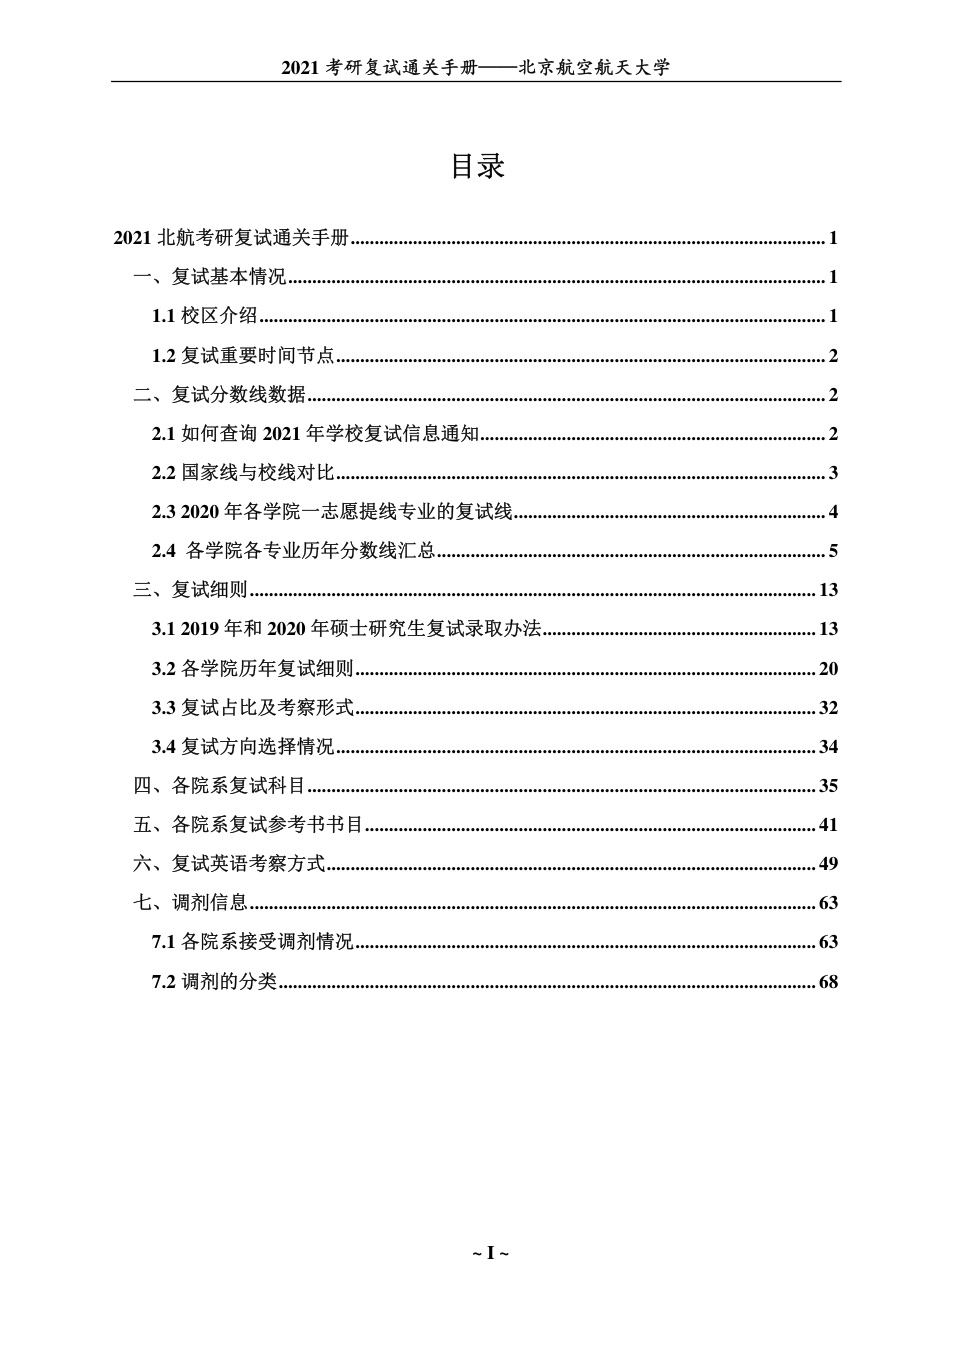 2021 考研复试通关手册——北京航空航天大学
目录
2021 北航考研复试通关手册........................................1
一、复试基本情况........................................1
1.1 校区介绍........................................1
1.2 复试重要时间节点........................................2
二、复试分数线数据........................................2
2.1 如何查询 2021 年学校复试信息通知........................................2
2.2 国家线与校线对比........................................3
2.3 2020 年各学院一志愿提线专业的复试线........................................4
2.4 各学院各专业历年分数线汇总........................................5
三、复试细则........................................13
3.1 2019 年和 2020 年硕士研究生复试录取办法........................................13
3.2 各学院历年复试细则........................................20
3.3 复试占比及考察形式........................................32
3.4 复试方向选择情况........................................34
四、各院系复试科目........................................35
五、各院系复试参考书书目........................................41
六、复试英语考察方式........................................49
七、调剂信息........................................63
7.1 各院系接受调剂情况........................................63
7.2 调剂的分类........................................68
~ I ~